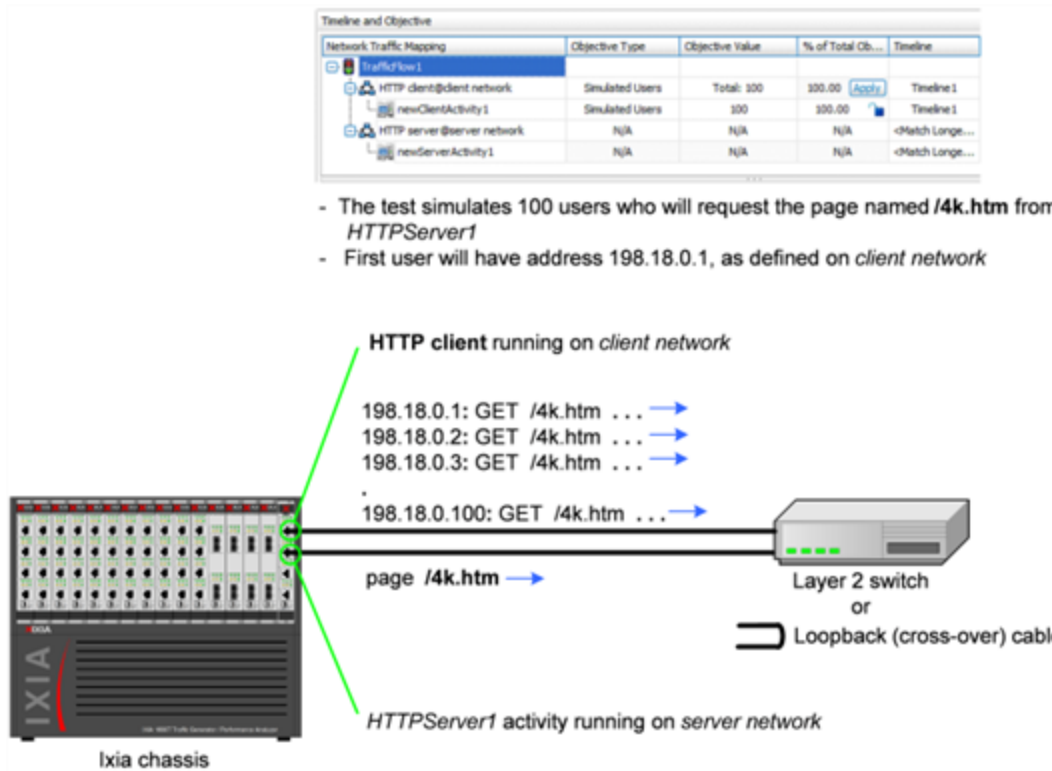 Timeline and Objective
Network Traffic Mapping Objective Type Objective Value % of Total Ob... Timeline
TrafficFlow1
HTTP client@client network Simulated Users Total: 100 100.00 Apply Timeline1
newClientActivity1 Simulated Users 100 100.00 Timeline1
HTTP server@server network N/A N/A N/A <Match Longe...
newServerActivity1 N/A N/A N/A <Match Longe...
- The test simulates 100 users who will request the page named /4k.htm from
HTTPServer1
- First user will have address 198.18.0.1, as defined on client network
HTTP client running on client network
198.18.0.1: GET /4k.htm . . .
198.18.0.2: GET /4k.htm . . .
198.18.0.3: GET /4k.htm . . .
.
198.18.0.100: GET /4k.htm . . .
page /4k.htm
Layer 2 switch
or
Loopback (cross-over) cable
IXIA
HTTPServer1 activity running on server network
Ixia chassis